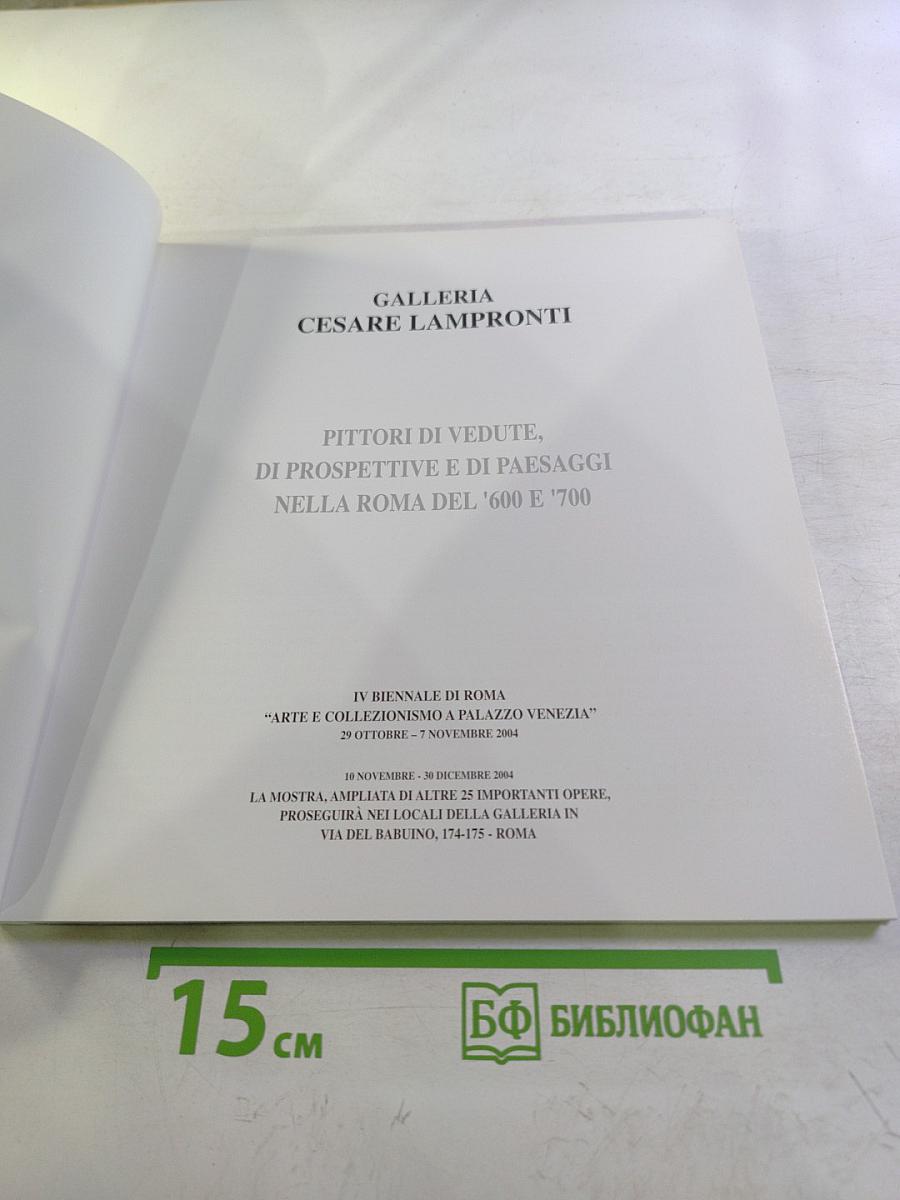 GALLERIA
CESARE LAMPRONTI
PITTORI DI VEDUTE,
DI PROSPETTIVE E DI PAESAGGI
NELLA ROMA DEL '600 E '700
IV BIENNALE DI ROMA
“ARTE E COLLEZIONISMO A PALAZZO VENEZIA”
29 OTTOBRE – 7 NOVEMBRE 2004
10 NOVEMBRE - 30 DICEMBRE 2004
LA MOSTRA, AMPLIATA DI ALTRE 25 IMPORTANTI OPERE,
PROSEGUIRÀ NEI LOCALI DELLA GALLERIA IN
VIA DEL BABUINO, 174-175 - ROMA
15 см
БФ БИБЛИОФАН